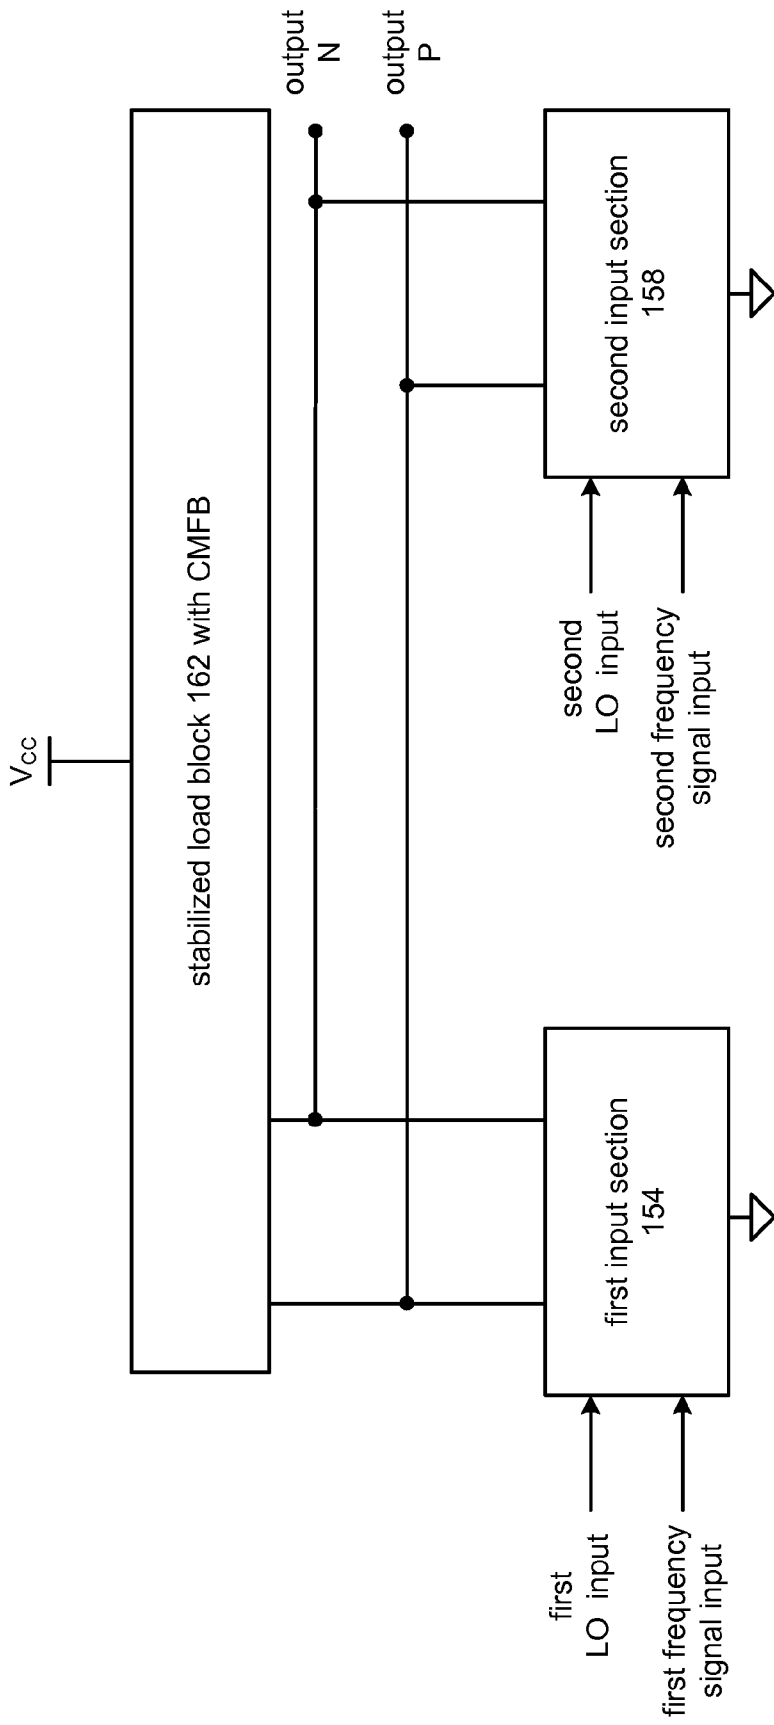 V_CC
stabilized load block 162 with CMFB
output
N
output
P
first
LO input
first frequency
signal input
first input section
154
second
LO input
second frequency
signal input
second input section
158